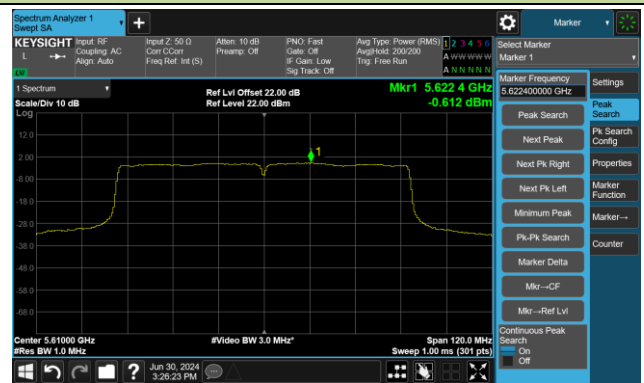 Spectrum Analyzer 1
Swept SA
+
Marker
KEYSIGHT
L
LV
Input: RF
Coupling: AC
Align: Auto
Input Z: 50 Ω
Corr CCorr
Freq Ref: Int (S)
Atten: 10 dB
Preamp: Off
PNO: Fast
Gate: Off
IF Gain: Low
Sig Track: Off
Avg Type: Power (RMS)
Avg|Hold: 200/200
Trig: Free Run
1 2 3 4 5 6
A W W W W W
A N N N N N
Select Marker
Marker 1
1 Spectrum
Scale/Div 10 dB
Log
Ref Lvl Offset 22.00 dB
Ref Level 22.00 dBm
Mkr1 5.622 4 GHz
-0.612 dBm
12.0
2.00
-8.00
-18.0
-28.0
-38.0
-48.0
-58.0
-68.0
1
Center 5.61000 GHz
#Res BW 1.0 MHz
#Video BW 3.0 MHz*
Span 120.0 MHz
Sweep 1.00 ms (301 pts)
Marker Frequency
5.622400000 GHz
Peak Search
Next Peak
Next Pk Right
Next Pk Left
Minimum Peak
Pk-Pk Search
Marker Delta
Mkr→CF
Mkr→Ref Lvl
Continuous Peak
Search
On
Off
Settings
Peak
Search
Pk Search
Config
Properties
Marker
Function
Marker→
Counter
?
Jun 30, 2024
3:26:23 PM